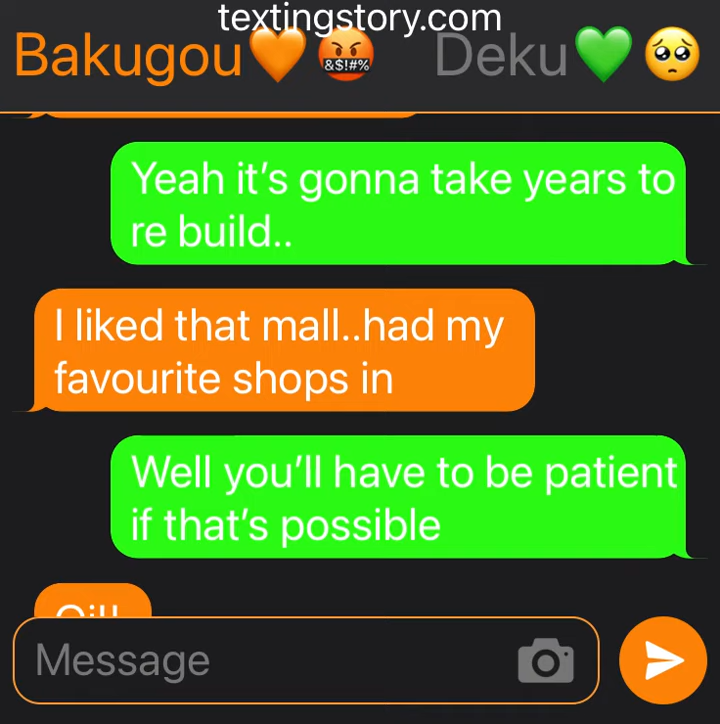 textingstory.com
Bakugou🧡🤬 Deku💚🥺
Yeah it's gonna take years to
re build..
I liked that mall..had my
favourite shops in
Well you'll have to be patient
if that's possible
Message